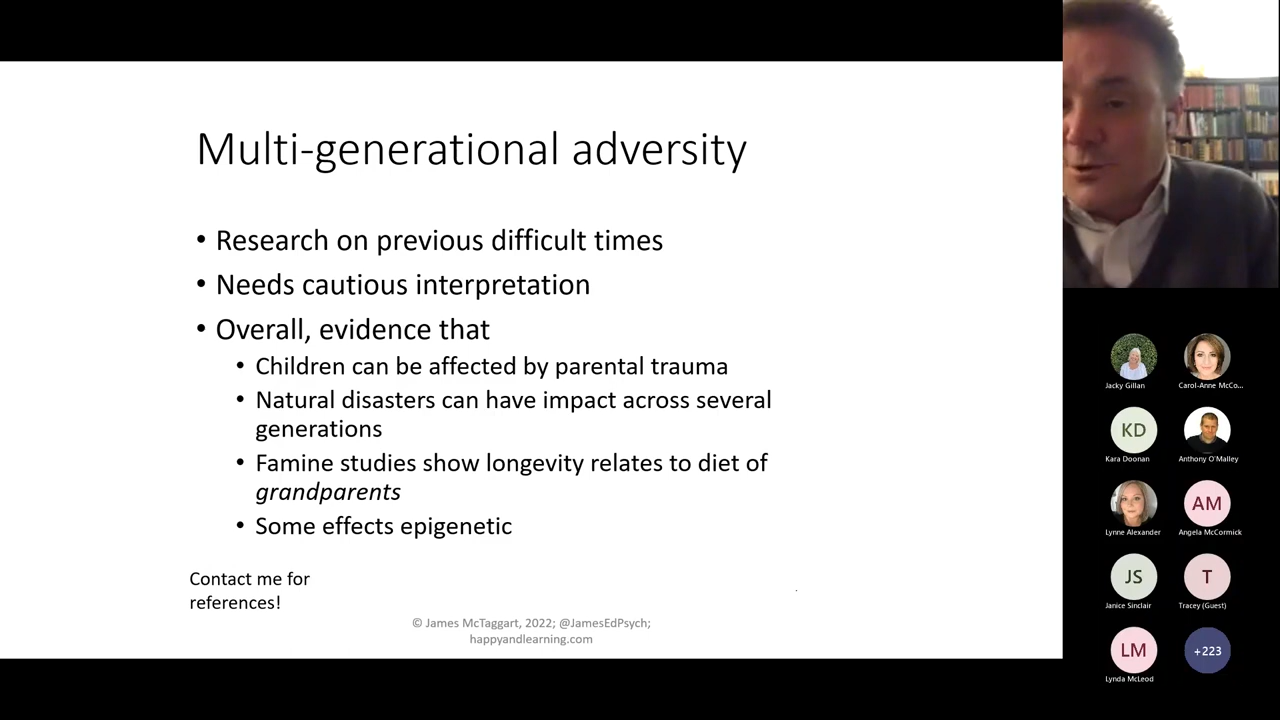 Multi-generational adversity
• Research on previous difficult times
• Needs cautious interpretation
• Overall, evidence that
• Children can be affected by parental trauma
• Natural disasters can have impact across several
generations
• Famine studies show longevity relates to diet of
grandparents
• Some effects epigenetic
Contact me for
references!
© James McTaggart, 2022; @JamesEdPsych;
happyandlearning.com
Jacky Gillan
Carol-Anne McCo...
KD
Kara Doonan
Anthony O'Malley
Lynne Alexander
AM
Angela McCormick
JS
Janice Sinclair
T
Tracey (Guest)
LM
Lynda McLeod
+223